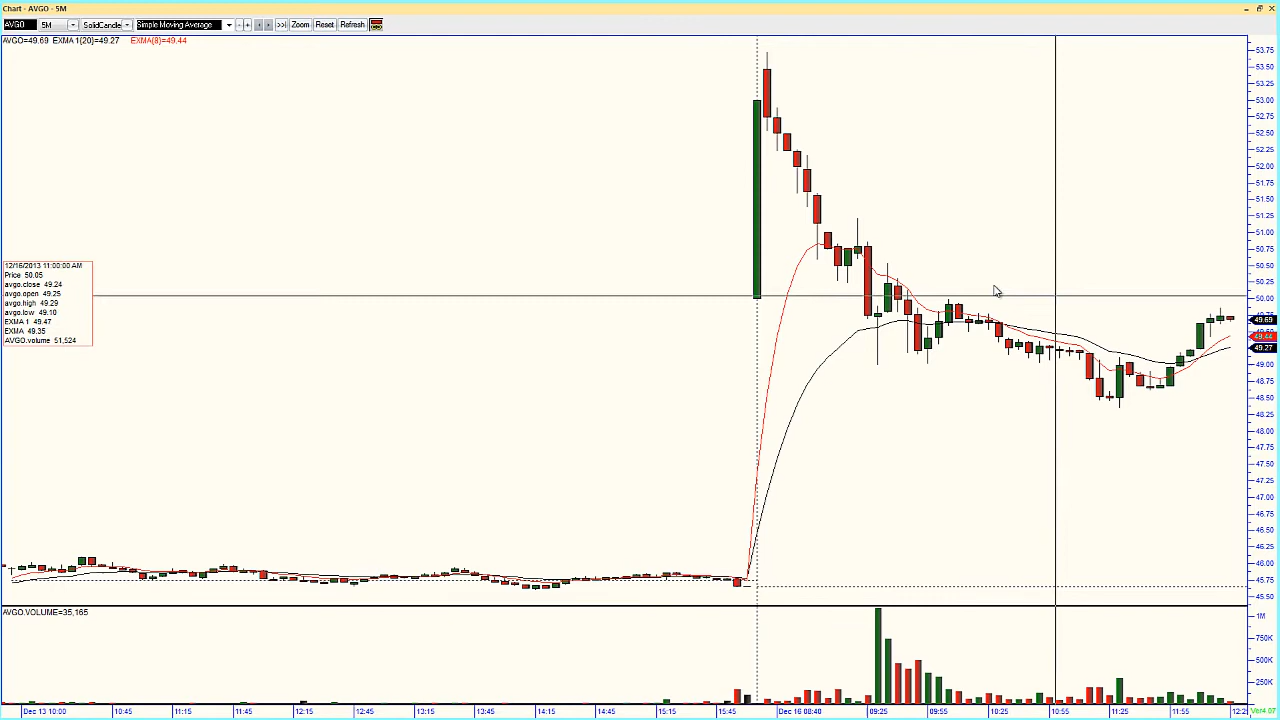 Chart - AVGO - 5M
AVGO 5M SolidCandle Simple Moving Average - + >>| Zoom Reset Refresh
AVGO=49.69 EXMA 1(20)=49.27 EXMA(8)=49.44
53.75
53.50
53.25
53.00
52.75
52.50
52.25
52.00
51.75
51.50
51.25
51.00
50.75
50.50
50.25
50.00
49.69
49.44
49.27
49.00
48.75
48.50
48.25
48.00
47.75
47.50
47.25
47.00
46.75
46.50
46.25
46.00
45.75
45.50
12/16/2013 11:00:00 AM
Price 50.05
avgo.close 49.24
avgo.open 49.25
avgo.high 49.29
avgo.low 49.10
EXMA 1 49.47
EXMA 49.35
AVGO.volume 51,524
AVGO.VOLUME=35,165
1M
750K
500K
250K
Dec 13 10:00 10:45 11:15 11:45 12:15 12:45 13:15 13:45 14:15 14:45 15:15 15:45 Dec 16 08:40 09:25 09:55 10:25 10:55 11:25 11:55 12:2
Ver4.07